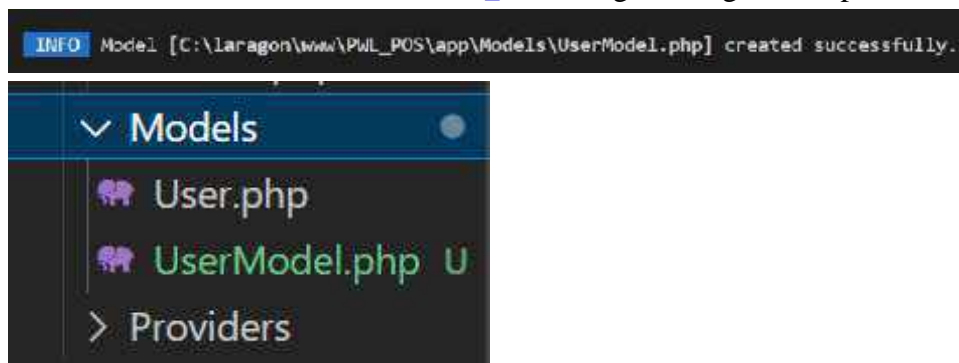 INFO Model [C:\laragon\www\PWL_POS\app\Models\UserModel.php] created successfully.
Models
User.php
UserModel.php U
Providers